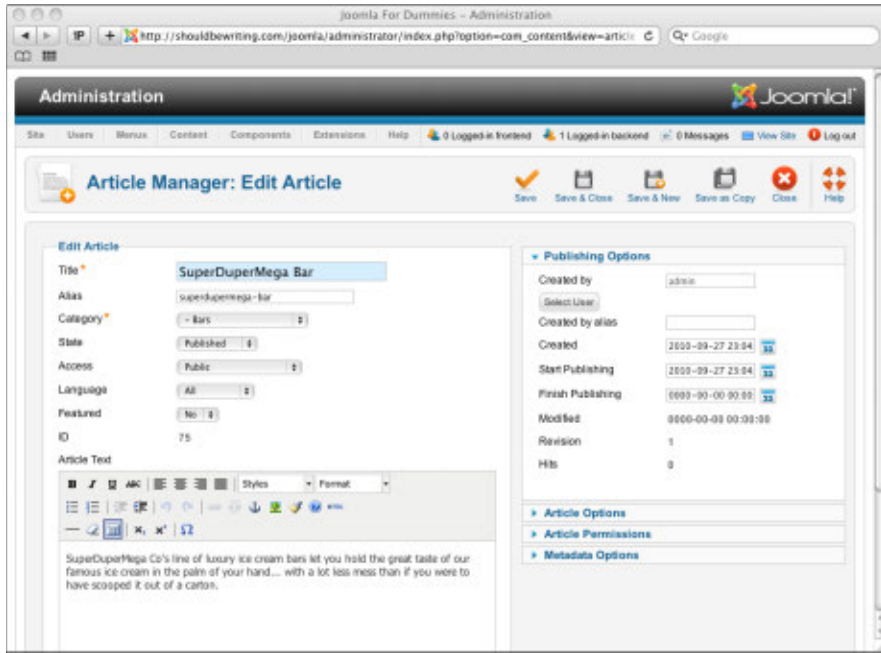 Joomla For Dummies - Administration
http://shouldbewriting.com/joomla/administrator/index.php?option=com_content&view=article
Google
Administration
Joomla!
Site Users Menus Content Components Extensions Help 0 Logged-in frontend 1 Logged-in backend 0 Messages View Site Log out
Article Manager: Edit Article
Save Save & Close Save & New Save as Copy Close Help
Edit Article
Title *
SuperDuperMega Bar
Alias
superdupermega-bar
Category *
- Bars
State
Published
Access
Public
Language
All
Featured
No
ID
75
Article Text
B I U ABC Styles Format
HTML
SuperDuperMega Co's line of luxury ice cream bars let you hold the great taste of our
famous ice cream in the palm of your hand... with a lot less mess than if you were to
have scooped it out of a carton.
Publishing Options
Created by
admin
Select User
Created by alias
Created
2010-09-27 23:04
Start Publishing
2010-09-27 23:04
Finish Publishing
0000-00-00 00:00
Modified
0000-00-00 00:00:00
Revision
1
Hits
0
Article Options
Article Permissions
Metadata Options